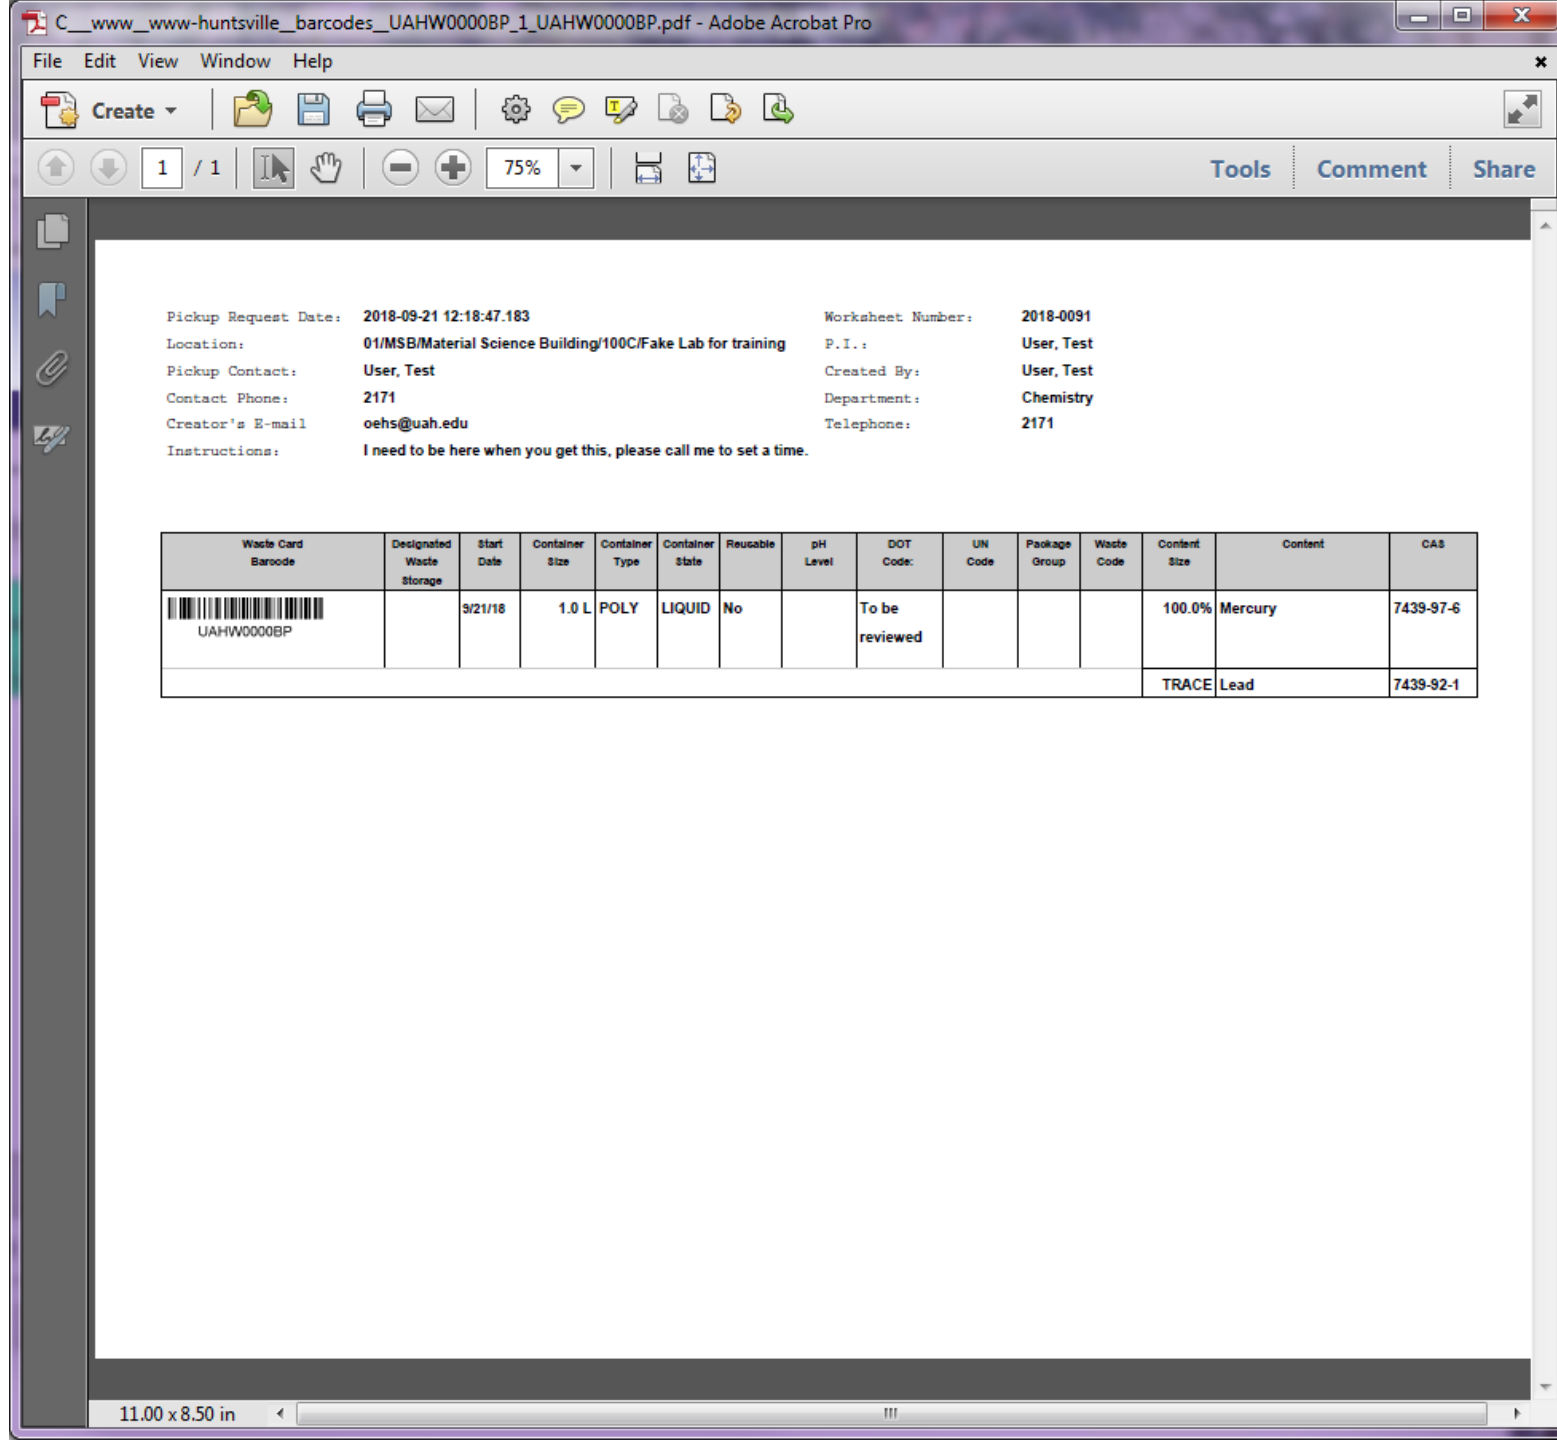 C__www__www-huntsville__barcodes__UAHW0000BP_1_UAHW0000BP.pdf - Adobe Acrobat Pro
File Edit View Window Help
Create
1 / 1 75% Tools Comment Share
Pickup Request Date: 2018-09-21 12:18:47.183 Worksheet Number: 2018-0091
Location: 01/MSB/Material Science Building/100C/Fake Lab for training P.I.: User, Test
Pickup Contact: User, Test Created By: User, Test
Contact Phone: 2171 Department: Chemistry
Creator's E-mail oehs@uah.edu Telephone: 2171
Instructions: I need to be here when you get this, please call me to set a time.
Waste Card Designated Start Container Container Container Reusable pH DOT UN Package Waste Content Content CAS
Barcode Waste Date Size Type State Level Code: Code Group Code Size
Storage
9/21/18 1.0 L POLY LIQUID No To be 100.0% Mercury 7439-97-6
UAHW0000BP reviewed
TRACE Lead 7439-92-1
11.00 x 8.50 in